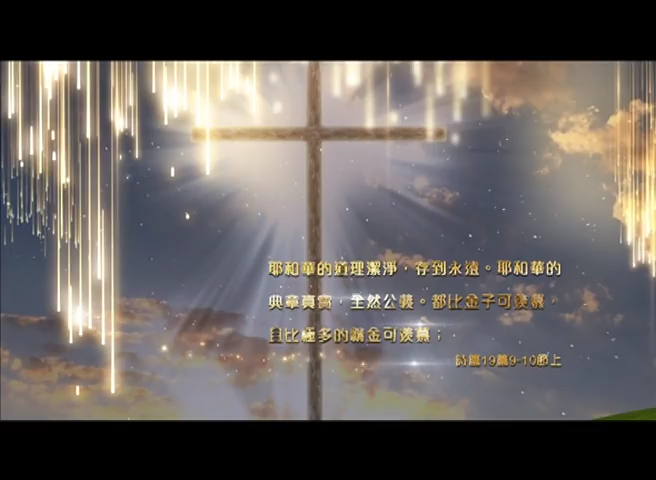 耶和華的道理潔淨，存到永遠。耶和華的
典章真實，全然公義。都比金子可羨慕，
且比極多的精金可羨慕；
詩篇19篇9-10節上